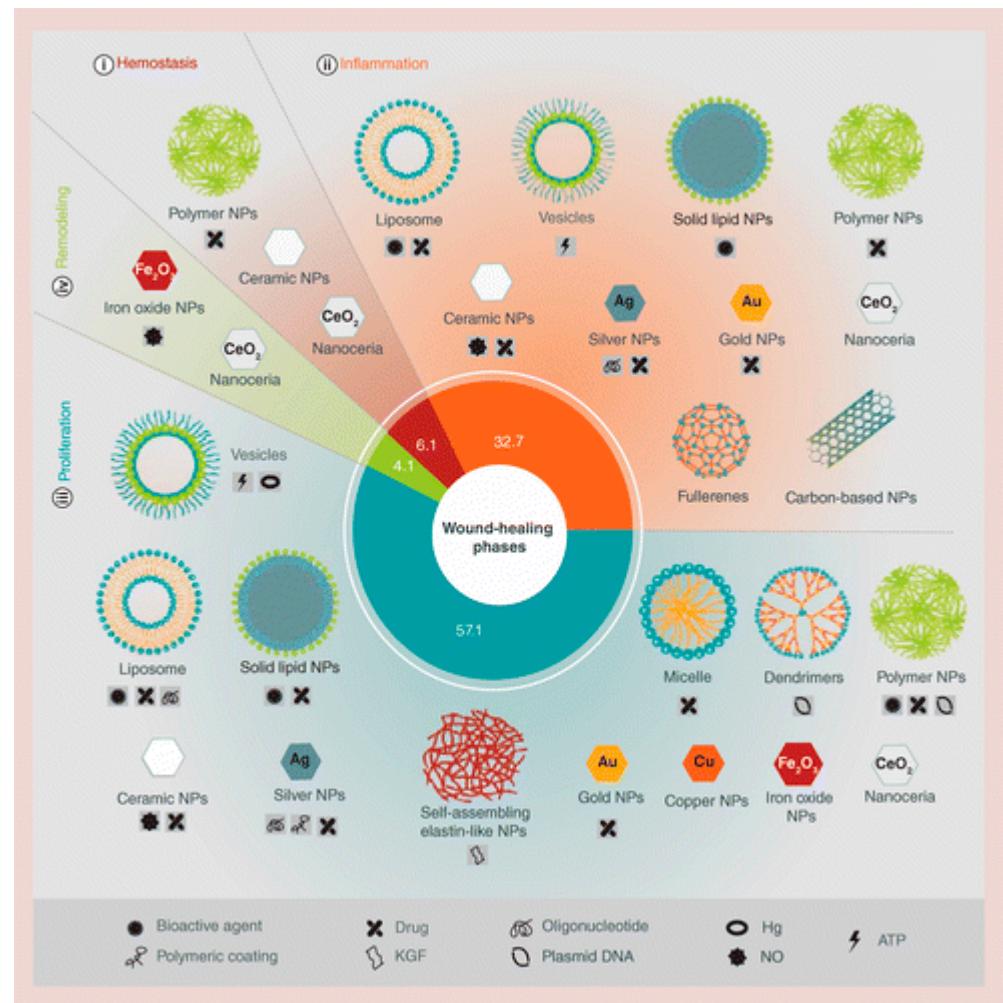 i Hemostasis
ii Inflammation
Polymer NPs
Ceramic NPs
CeO2
Nanoceria
Liposome
Vesicles
Solid lipid NPs
Polymer NPs
Ceramic NPs
Ag
Silver NPs
Au
Gold NPs
CeO2
Nanoceria
Fullerenes
Carbon-based NPs
iv Remodeling
Fe2O3
Iron oxide NPs
CeO2
Nanoceria
6.1
32.7
4.1
57.1
Wound-healing
phases
iii Proliferation
Vesicles
Liposome
Solid lipid NPs
Micelle
Dendrimers
Polymer NPs
Ceramic NPs
Ag
Silver NPs
Self-assembling
elastin-like NPs
Au
Gold NPs
Cu
Copper NPs
Fe2O3
Iron oxide
NPs
CeO2
Nanoceria
Bioactive agent
Drug
Oligonucleotide
Hg
ATP
Polymeric coating
KGF
Plasmid DNA
NO